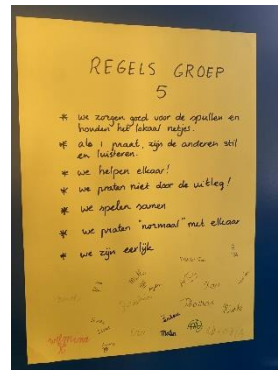 REGELS GROEP
5
* we zorgen goed voor de spullen en
houden het lokaal netjes.
* als 1 praat, zijn de anderen stil
en luisteren.
* we helpen elkaar!
* we praten niet door de uitleg!
* we spelen samen
* we praten "normaal" met elkaar
* we zijn eerlijk